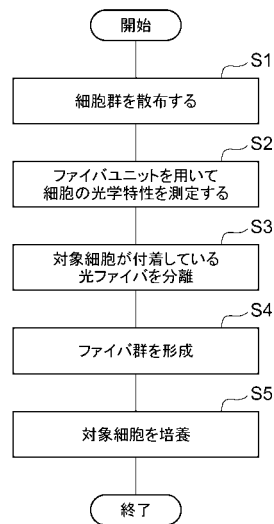 開始
S1
細胞群を散布する
S2
ファイバユニットを用いて
細胞の光学特性を測定する
S3
対象細胞が付着している
光ファイバを分離
S4
ファイバ群を形成
S5
対象細胞を培養
終了